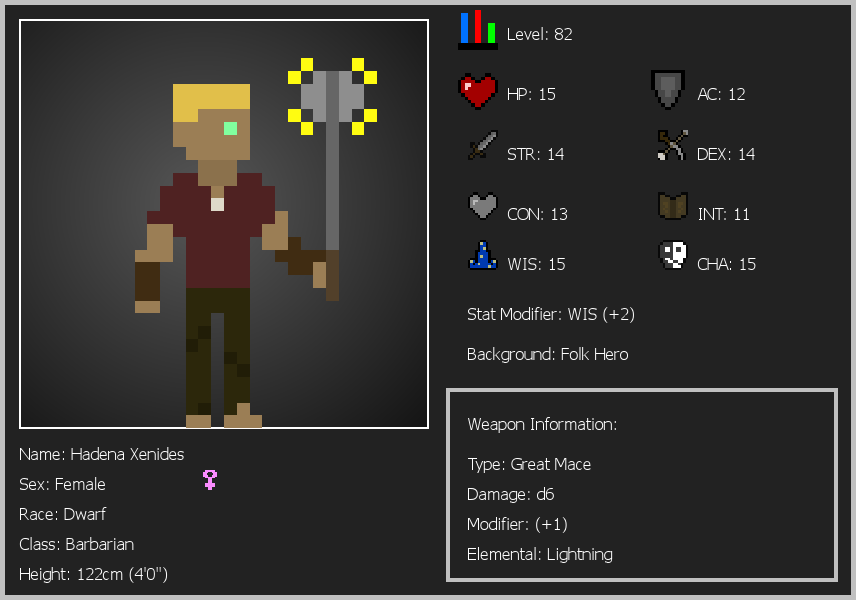 Level: 82
HP: 15
AC: 12
STR: 14
DEX: 14
CON: 13
INT: 11
WIS: 15
CHA: 15
Stat Modifier: WIS (+2)
Background: Folk Hero
Weapon Information:
Type: Great Mace
Damage: d6
Modifier: (+1)
Elemental: Lightning
Name: Hadena Xenides
Sex: Female
Race: Dwarf
Class: Barbarian
Height: 122cm (4'0")